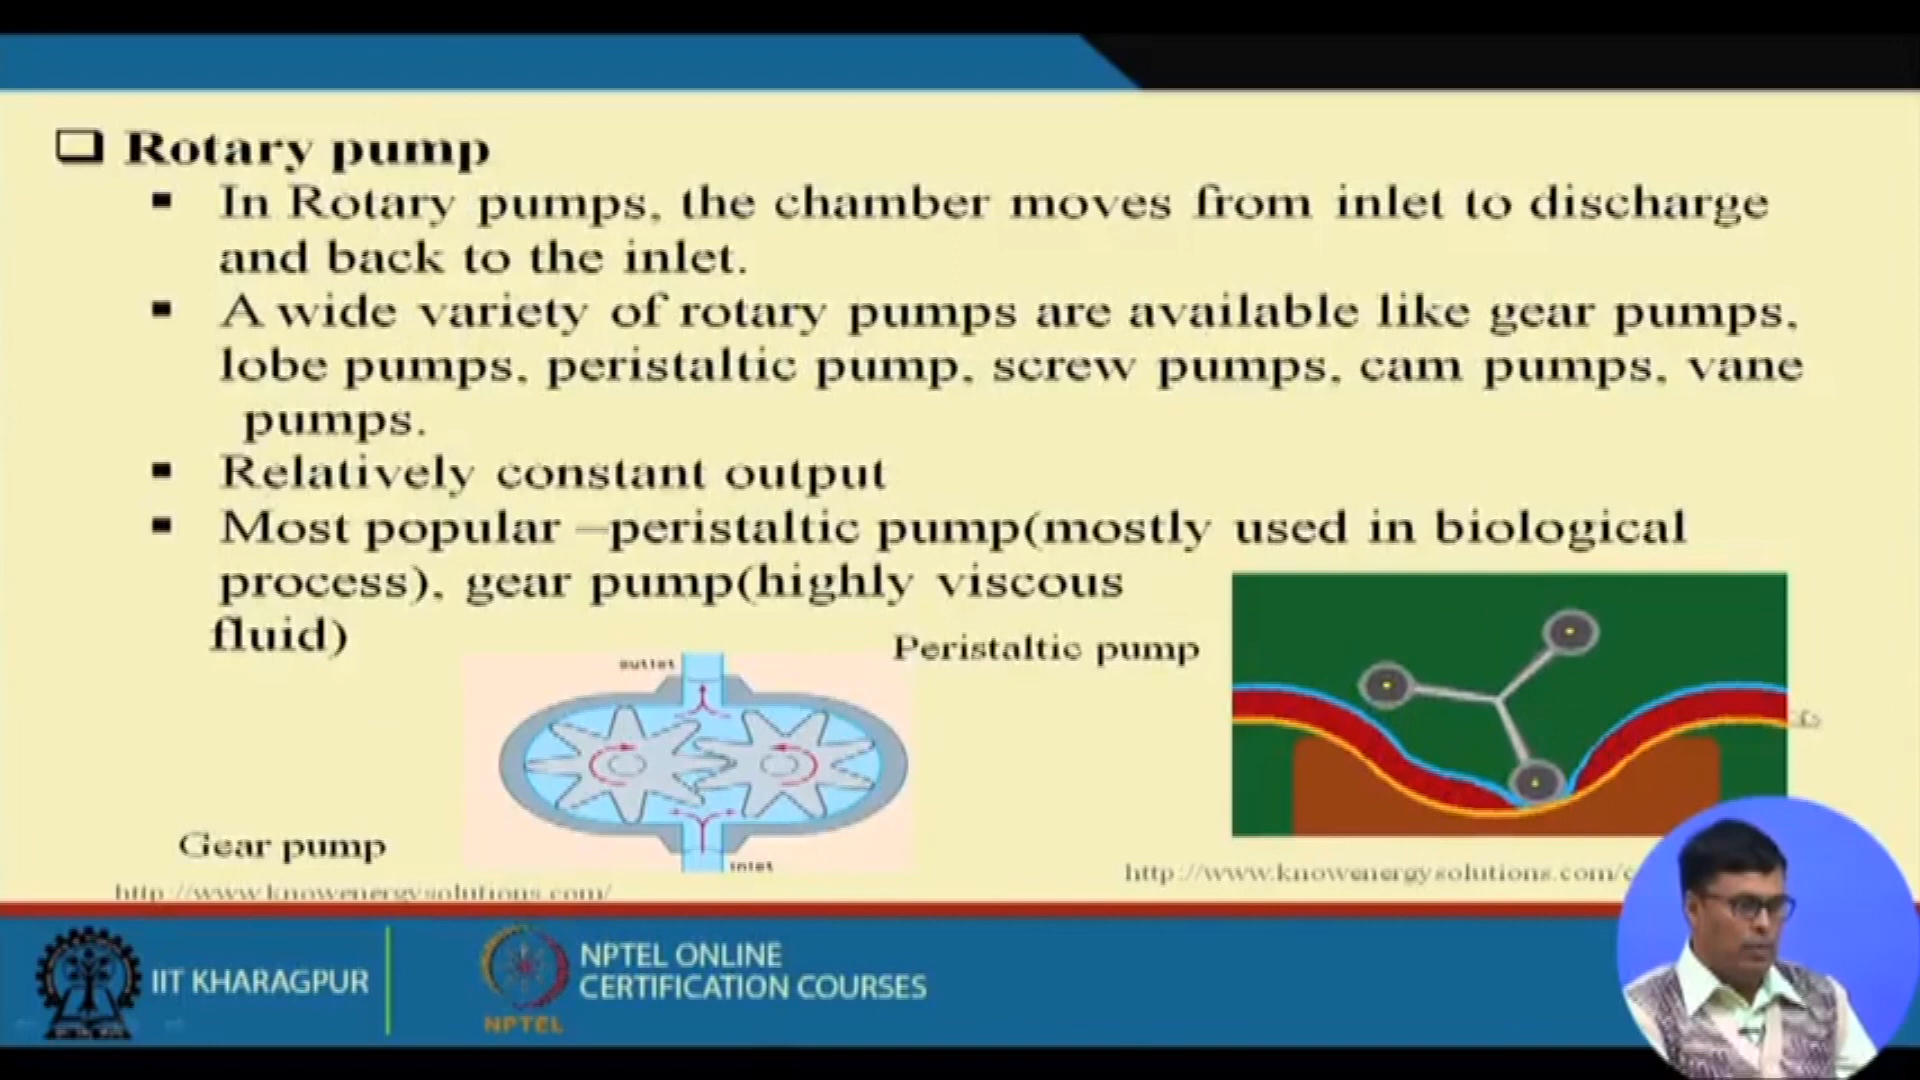 Rotary pump
In Rotary pumps, the chamber moves from inlet to discharge
and back to the inlet.
A wide variety of rotary pumps are available like gear pumps,
lobe pumps, peristaltic pump, screw pumps, cam pumps, vane
pumps.
Relatively constant output
Most popular –peristaltic pump(mostly used in biological
process), gear pump(highly viscous
fluid)
Peristaltic pump
outlet
inlet
Gear pump
http://www.knowenergysolutions.com/
http://www.knowenergysolutions.com/
IIT KHARAGPUR
NPTEL ONLINE
CERTIFICATION COURSES
NPTEL